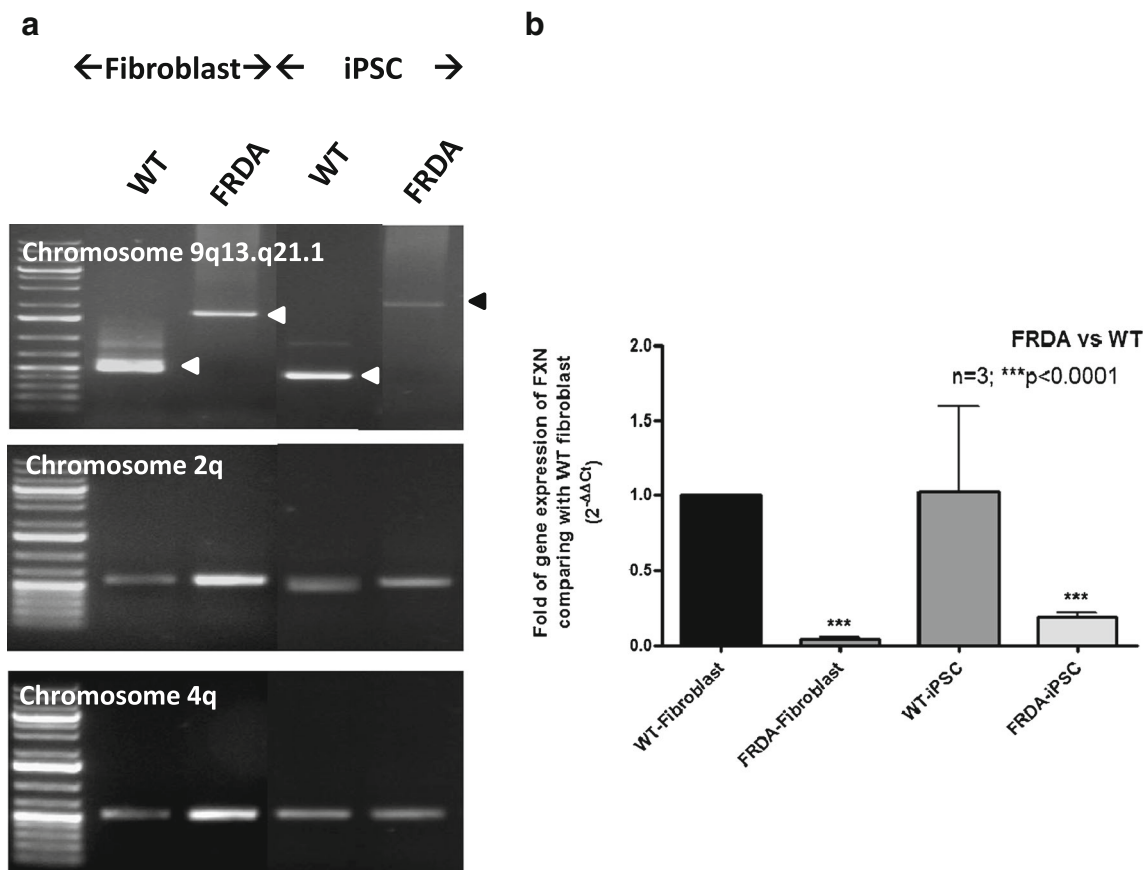 a
←Fibroblast→← iPSC →
WT
FRDA
WT
FRDA
Chromosome 9q13.q21.1
Chromosome 2q
Chromosome 4q
b
FRDA vs WT
n=3; ***p<0.0001
Fold of gene expression of FXN
comparing with WT fibroblast
(2-ΔΔCt)
2.0
1.5
1.0
0.5
0.0
***
***
WT-Fibroblast
FRDA-Fibroblast
WT-iPSC
FRDA-iPSC